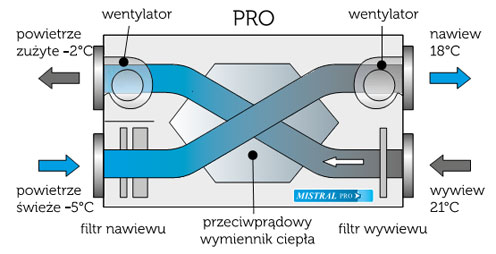 PRO
wentylator
wentylator
powietrze
zużyte -2°C
nawiew
18°C
powietrze
świeże -5°C
wywiew
21°C
MISTRAL PRO
filtr nawiewu
przeciwprądowy
wymiennik ciepła
filtr wywiewu